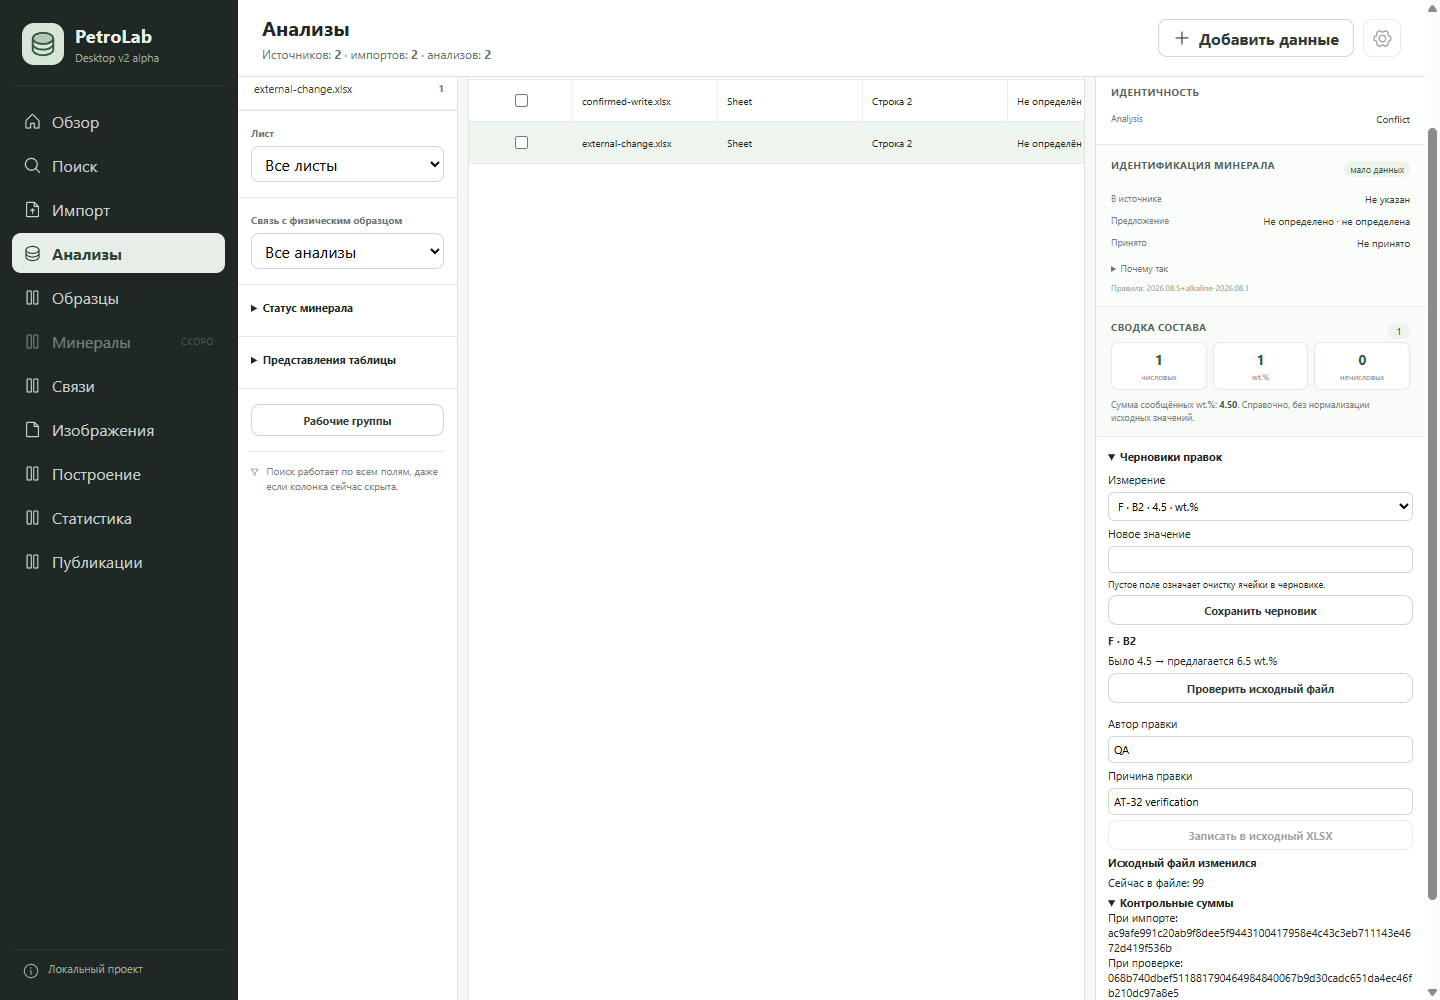 PetroLab
Desktop v2 alpha
Обзор
Поиск
Импорт
Анализы
Образцы
Минералы СКОРО
Связи
Изображения
Построение
Статистика
Публикации
Локальный проект
Анализы
Источников: 2 · импортов: 2 · анализов: 2
Добавить данные
external-change.xlsx 1
Лист
Все листы
Связь с физическим образцом
Все анализы
Статус минерала
Представления таблицы
Рабочие группы
Поиск работает по всем полям, даже
если колонка сейчас скрыта.
confirmed-write.xlsx Sheet Строка 2 Не определён
external-change.xlsx Sheet Строка 2 Не определён
ИДЕНТИЧНОСТЬ
Analysis Conflict
ИДЕНТИФИКАЦИЯ МИНЕРАЛА мало данных
В источнике Не указан
Предложение Не определено · не определена
Принято Не принято
Почему так
Правила: 2026.08.5+alkaline-2026.08.1
СВОДКА СОСТАВА 1
1 1 0
числовых wt.% нечисловых
Сумма сообщённых wt.%: 4.50. Справочно, без нормализации
исходных значений.
Черновики правок
Измерение
F · B2 · 4.5 · wt.%
Новое значение
Пустое поле означает очистку ячейки в черновике.
Сохранить черновик
F · B2
Было 4.5 → предлагается 6.5 wt.%
Проверить исходный файл
Автор правки
QA
Причина правки
AT-32 verification
Записать в исходный XLSX
Исходный файл изменился
Сейчас в файле: 99
Контрольные суммы
При импорте:
ac9afe991c20ab9f8dee5f9443100417958e4c43c3eb711143e46
72d419f536b
При проверке:
068b740dbef511881790464984840067b9d30cadc651da4ec46f
b210dc97a8e5